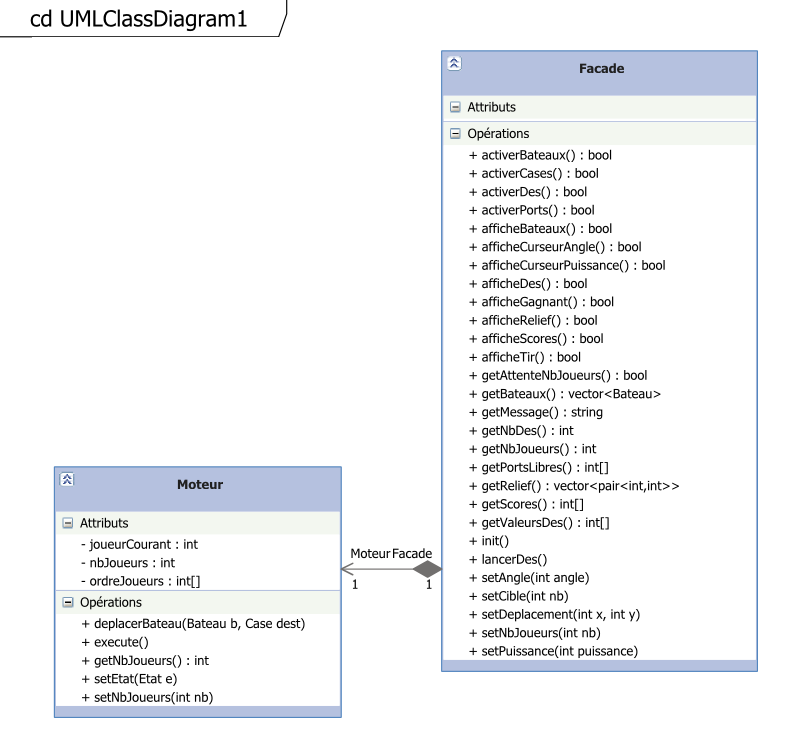 cd UMLClassDiagram1
Facade
Attributs
Opérations
+ activerBateaux() : bool
+ activerCases() : bool
+ activerDes() : bool
+ activerPorts() : bool
+ afficheBateaux() : bool
+ afficheCurseurAngle() : bool
+ afficheCurseurPuissance() : bool
+ afficheDes() : bool
+ afficheGagnant() : bool
+ afficheRelief() : bool
+ afficheScores() : bool
+ afficheTir() : bool
+ getAttenteNbJoueurs() : bool
+ getBateaux() : vector<Bateau>
+ getMessage() : string
+ getNbDes() : int
+ getNbJoueurs() : int
+ getPortsLibres() : int[]
+ getRelief() : vector<pair<int,int>>
+ getScores() : int[]
+ getValeursDes() : int[]
+ init()
+ lancerDes()
+ setAngle(int angle)
+ setCible(int nb)
+ setDeplacement(int x, int y)
+ setNbJoueurs(int nb)
+ setPuissance(int puissance)
Moteur
Attributs
- joueurCourant : int
- nbJoueurs : int
- ordreJoueurs : int[]
Opérations
+ deplacerBateau(Bateau b, Case dest)
+ execute()
+ getNbJoueurs() : int
+ setEtat(Etat e)
+ setNbJoueurs(int nb)
MoteurFacade
1 1